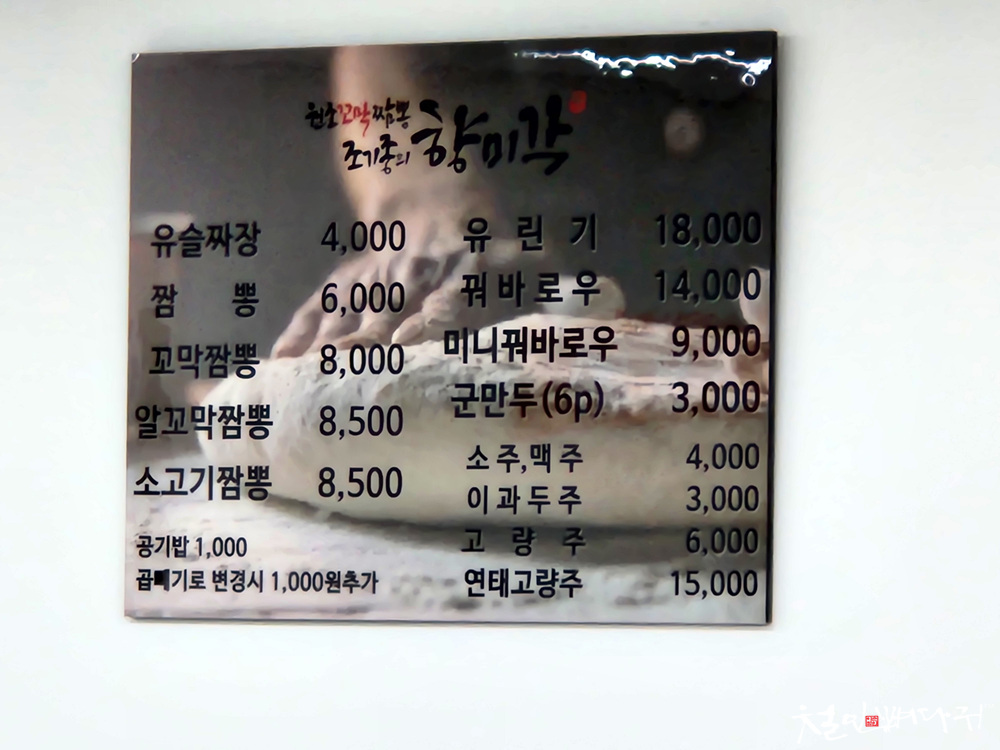 원조꼬막짬뽕
조기종의 향미각
유슬짜장 4,000
짬 뽕 6,000
꼬막짬뽕 8,000
알꼬막짬뽕 8,500
소고기짬뽕 8,500
공기밥 1,000
곱빼기로 변경시 1,000원추가
유 린 기 18,000
꿔바로우 14,000
미니꿔바로우 9,000
군만두(6p) 3,000
소주,맥주 4,000
이과두주 3,000
고 량 주 6,000
연태고량주 15,000